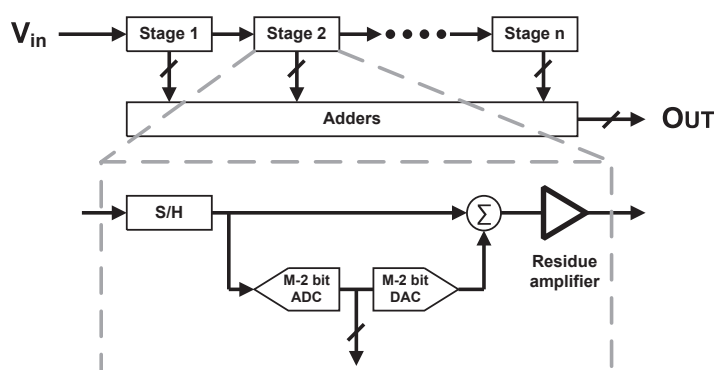 Vin
Stage 1
Stage 2
Stage n
Adders
OUT
S/H
Σ
M-2 bit
ADC
M-2 bit
DAC
Residue
amplifier